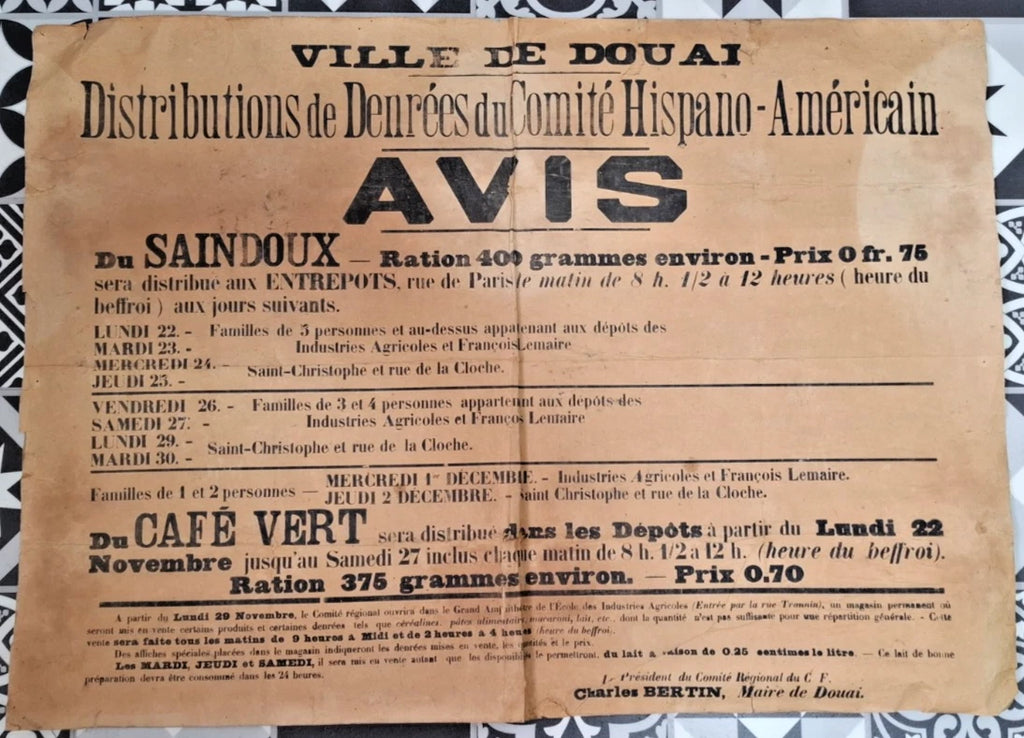 VILLE DE DOUAI
Distributions de Denrées du Comité Hispano-Américain
AVIS
Du SAINDOUX — Ration 400 grammes environ - Prix 0 fr. 75
sera distribué aux ENTREPOTS, rue de Paris le matin de 8 h. 1/2 à 12 heures ( heure du
beffroi ) aux jours suivants.
LUNDI 22. - Familles de 5 personnes et au-dessus appatenant aux dépôts des
MARDI 23. - Industries Agricoles et François Lemaire
MERCREDI 24. - Saint-Christophe et rue de la Cloche.
JEUDI 25. -
VENDREDI 26. - Familles de 3 et 4 personnes appartenant aux dépôts des
SAMEDI 27. - Industries Agricoles et Franços Lemaire
LUNDI 29. - Saint-Christophe et rue de la Cloche.
MARDI 30. -
Familles de 1 et 2 personnes — MERCREDI 1er DÉCEMBRE. - Industries Agricoles et François Lemaire.
JEUDI 2 DÉCEMBRE. - Saint Christophe et rue de la Cloche.
Du CAFÉ VERT sera distribué dans les Dépôts à partir du Lundi 22
Novembre jusqu'au Samedi 27 inclus chaque matin de 8 h. 1/2 à 12 h. (heure du beffroi).
Ration 375 grammes environ. — Prix 0.70
A partir du Lundi 29 Novembre, le Comité régional ouvrira dans le Grand Amphithéatre de l'École des Industries Agricoles (Entrée par la rue Trannin), un magasin permanent où
seront mis en vente certains produits et certaines denrées tels que céréalines, pâtes alimentaires, macaroni, lait, etc., dont la quantité n'est pas suffisante pour une répartition générale. - Cette
vente sera faite tous les matins de 9 heures à Midi et de 2 heures à 4 heures (heure du beffroi.
Des affiches spéciales placées dans le magasin indiqueront les denrées mises en vente, les quantités et le prix.
Les MARDI, JEUDI et SAMEDI, il sera mis en vente autant que les disponibilités le permettront, du lait à raison de 0.25 centimes le litre. — Ce lait de bonne
préparation devra être consommé dans les 24 heures.
Le Président du Comité Régional du C. F.
Charles BERTIN, Maire de Douai.